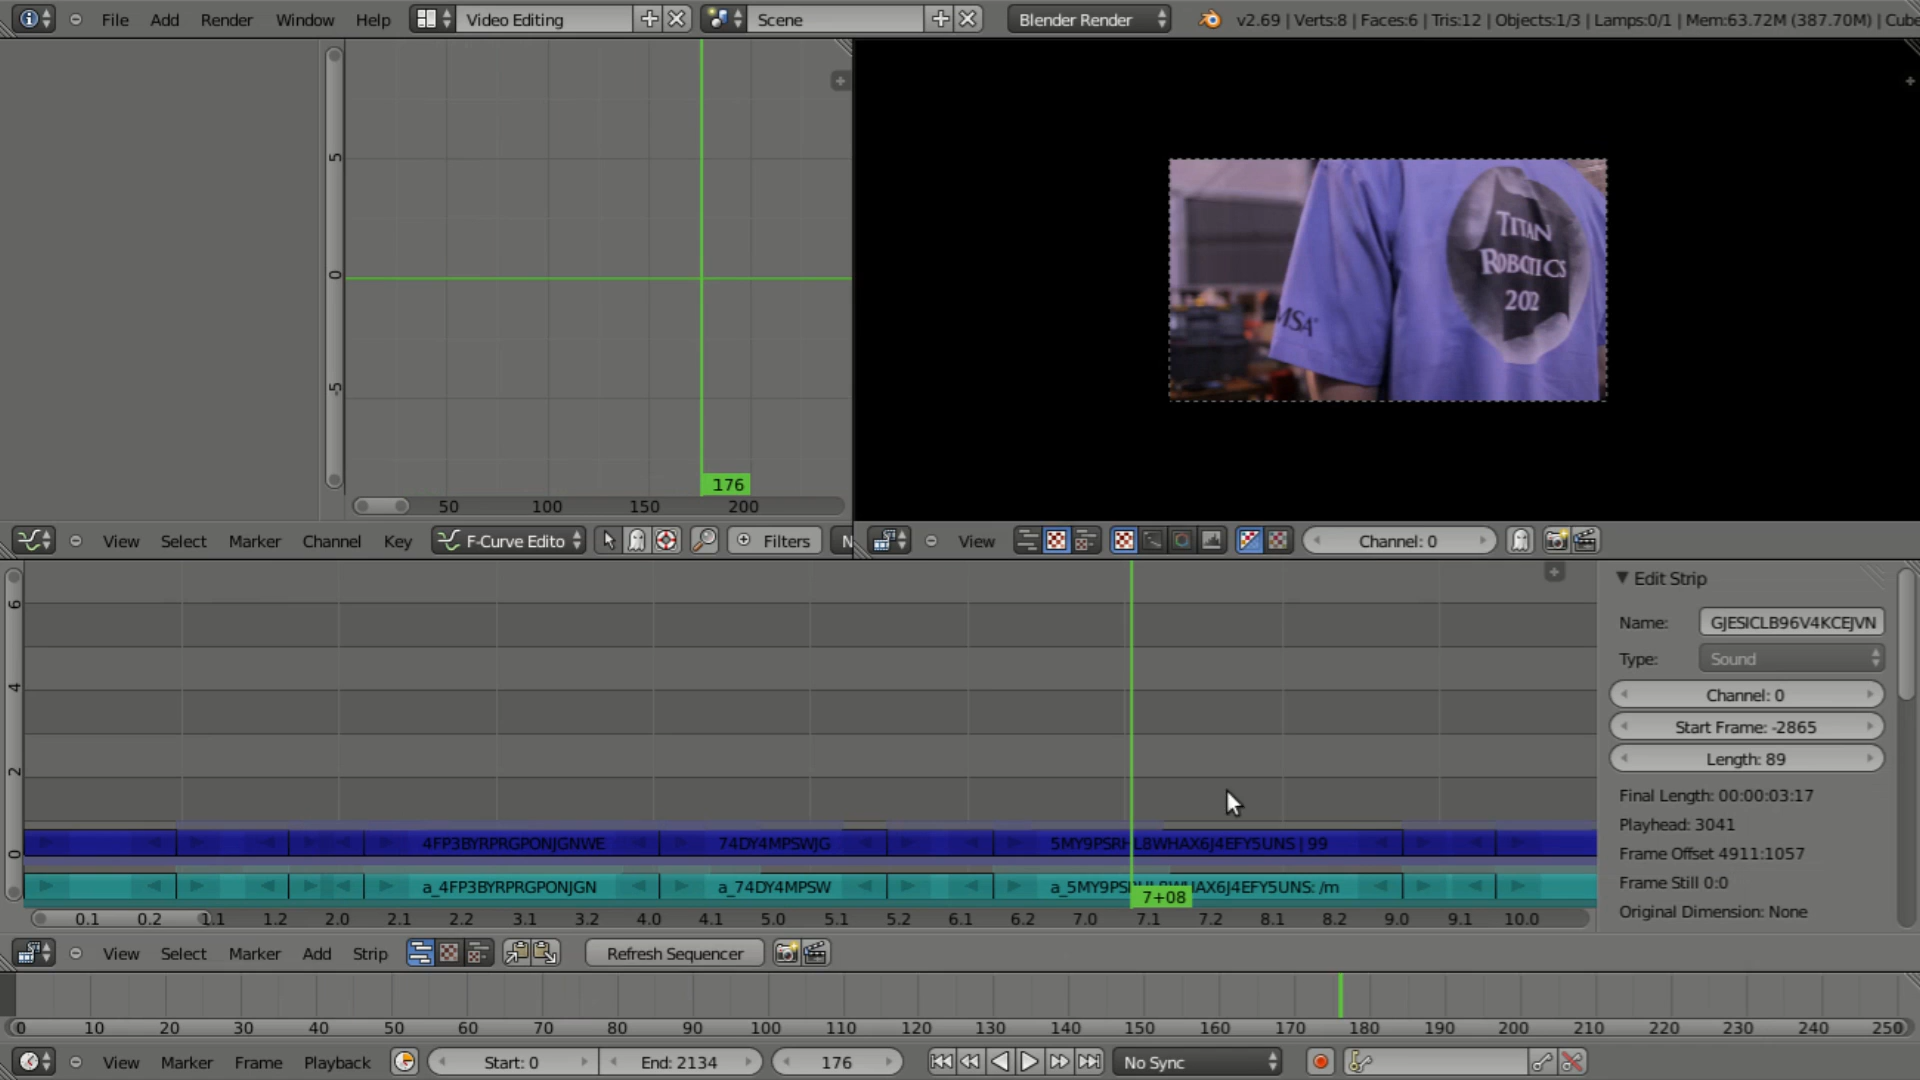 File Add Render Window Help Video Editing Scene Blender Render v2.69 | Verts:8 | Faces:6 | Tris:12 | Objects:1/3 | Lamps:0/1 | Mem:63.72M (387.70M) | Cube
5
0
-5
176
50 100 150 200
TITAN
ROBOTICS
202
MSA
View Select Marker Channel Key F-Curve Edito Filters N
View Channel: 0
6
4
2
0
4FP3BYRPRGPONJGNWE 74DY4MPSWJG 5MY9PSRHL8WHAX6J4EFY5UNS | 99
a_4FP3BYRPRGPONJGN a_74DY4MPSW a_5MY9PSRHL8WHAX6J4EFY5UNS: /m
7+08
0.1 0.2 1.1 1.2 2.0 2.1 2.2 3.1 3.2 4.0 4.1 5.0 5.1 5.2 6.1 6.2 7.0 7.1 7.2 8.1 8.2 9.0 9.1 10.0
Edit Strip
Name: GJESICLB96V4KCEJVN
Type: Sound
Channel: 0
Start Frame: -2865
Length: 89
Final Length: 00:00:03:17
Playhead: 3041
Frame Offset 4911:1057
Frame Still 0:0
Original Dimension: None
View Select Marker Add Strip Refresh Sequencer
0 10 20 30 40 50 60 70 80 90 100 110 120 130 140 150 160 170 180 190 200 210 220 230 240 250
View Marker Frame Playback Start: 0 End: 2134 176 No Sync